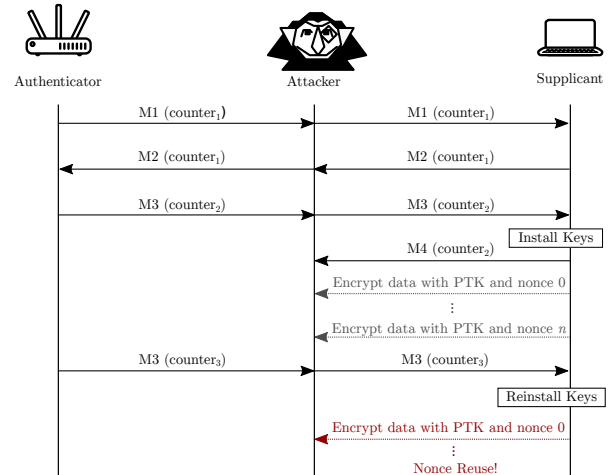 Authenticator Attacker Supplicant
M1 (counter₁) M1 (counter₁)
M2 (counter₁) M2 (counter₁)
M3 (counter₂) M3 (counter₂)
Install Keys
M4 (counter₂)
Encrypt data with PTK and nonce 0
⋮
Encrypt data with PTK and nonce n
M3 (counter₃) M3 (counter₃)
Reinstall Keys
Encrypt data with PTK and nonce 0
⋮
Nonce Reuse!